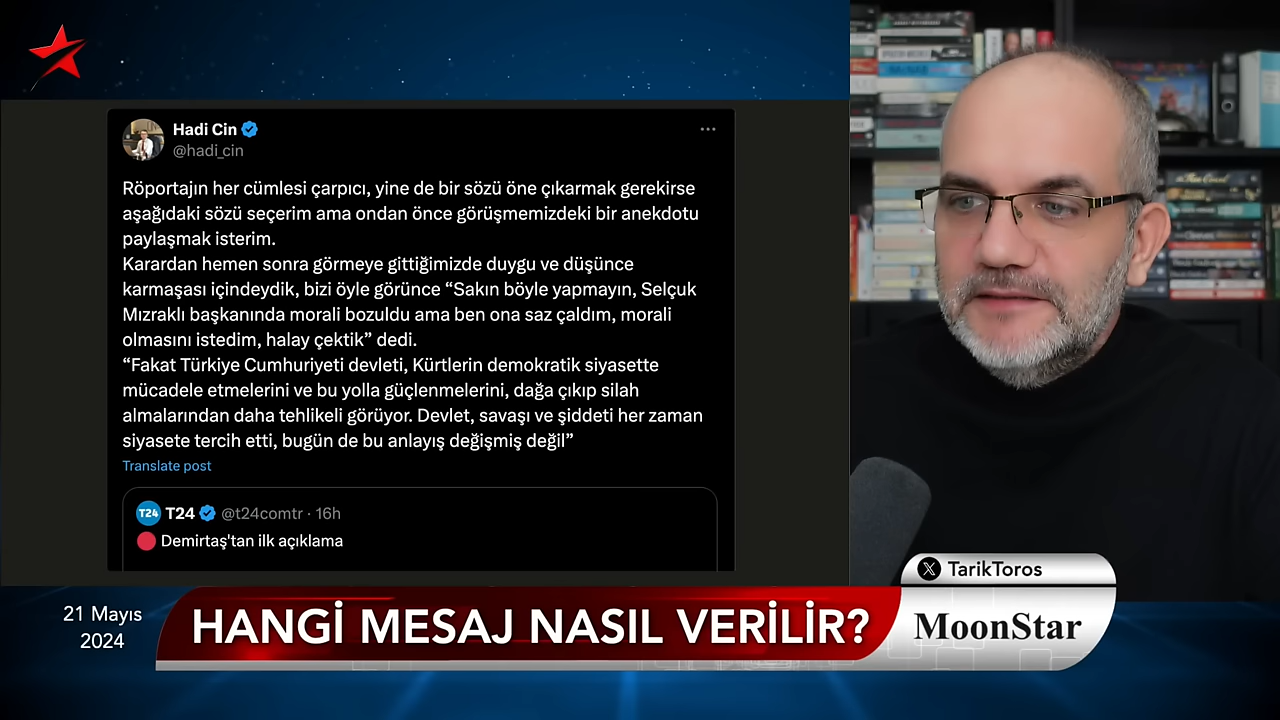 Hadi Cin
@hadi_cin
Röportajın her cümlesi çarpıcı, yine de bir sözü öne çıkarmak gerekirse
aşağıdaki sözü seçerim ama ondan önce görüşmemizdeki bir anekdotu
paylaşmak isterim.
Karardan hemen sonra görmeye gittiğimizde duygu ve düşünce
karmaşası içindeydik, bizi öyle görünce “Sakın böyle yapmayın, Selçuk
Mızraklı başkanında morali bozuldu ama ben ona saz çaldım, morali
olmasını istedim, halay çektik” dedi.
“Fakat Türkiye Cumhuriyeti devleti, Kürtlerin demokratik siyasette
mücadele etmelerini ve bu yolla güçlenmelerini, dağa çıkıp silah
almalarından daha tehlikeli görüyor. Devlet, savaşı ve şiddeti her zaman
siyasete tercih etti, bugün de bu anlayış değişmiş değil”
Translate post
T24 T24 @t24comtr · 16h
Demirtaş'tan ilk açıklama
X TarikToros
MoonStar
21 Mayıs
2024
HANGİ MESAJ NASIL VERİLİR?